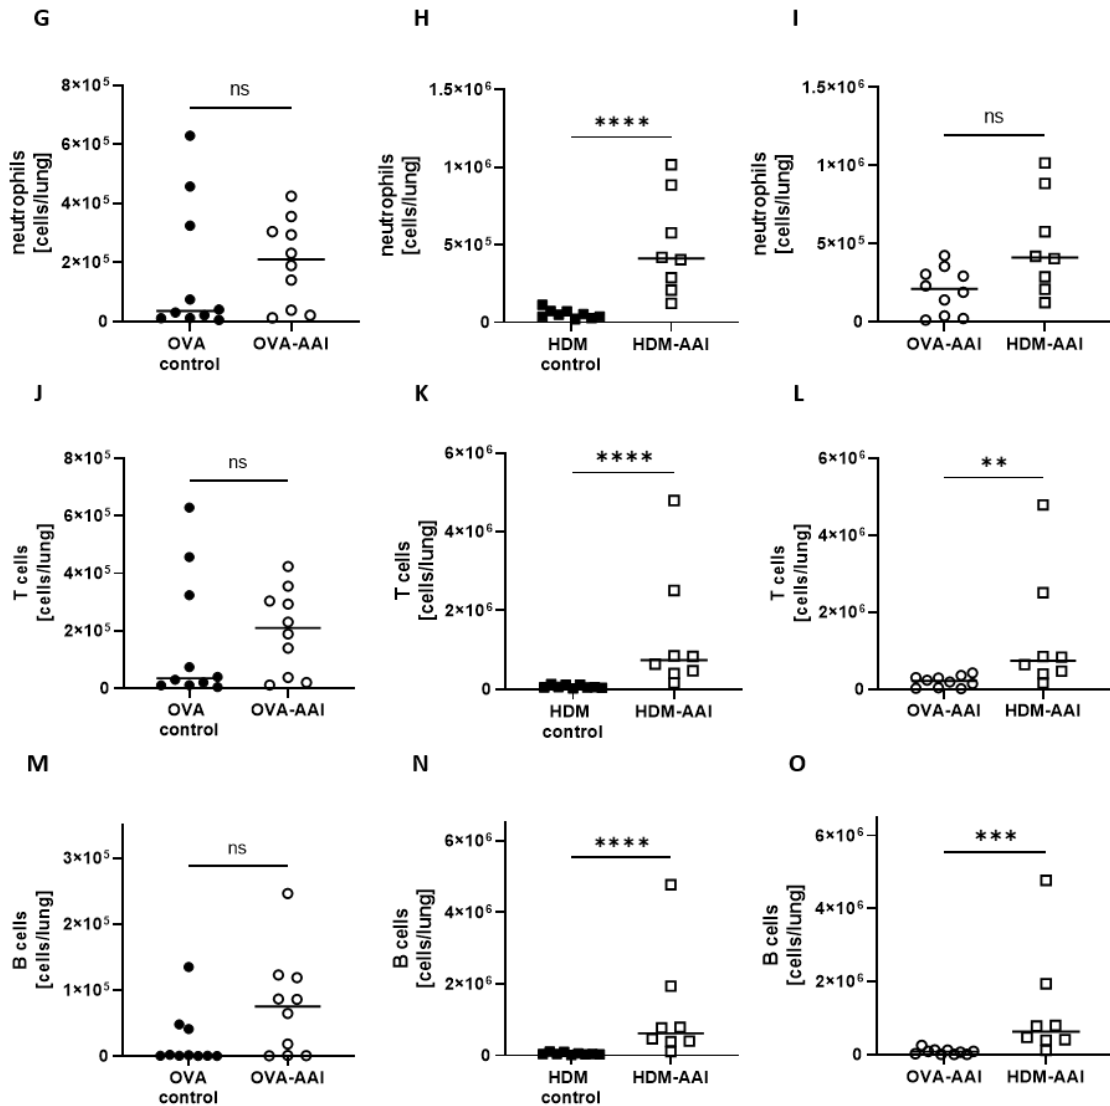 G
8×10⁵
6×10⁵
4×10⁵
2×10⁵
0
neutrophils
[cells/lung]
ns
OVA
control
OVA-AAI
H
1.5×10⁶
1×10⁶
5×10⁵
0
neutrophils
[cells/lung]
****
HDM
control
HDM-AAI
I
1.5×10⁶
1×10⁶
5×10⁵
0
neutrophils
[cells/lung]
ns
OVA-AAI
HDM-AAI
J
8×10⁵
6×10⁵
4×10⁵
2×10⁵
0
T cells
[cells/lung]
ns
OVA
control
OVA-AAI
K
6×10⁶
4×10⁶
2×10⁶
0
T cells
[cells/lung]
****
HDM
control
HDM-AAI
L
6×10⁶
4×10⁶
2×10⁶
0
T cells
[cells/lung]
**
OVA-AAI
HDM-AAI
M
3×10⁵
2×10⁵
1×10⁵
0
B cells
[cells/lung]
ns
OVA
control
OVA-AAI
N
6×10⁶
4×10⁶
2×10⁶
0
B cells
[cells/lung]
****
HDM
control
HDM-AAI
O
6×10⁶
4×10⁶
2×10⁶
0
B cells
[cells/lung]
***
OVA-AAI
HDM-AAI